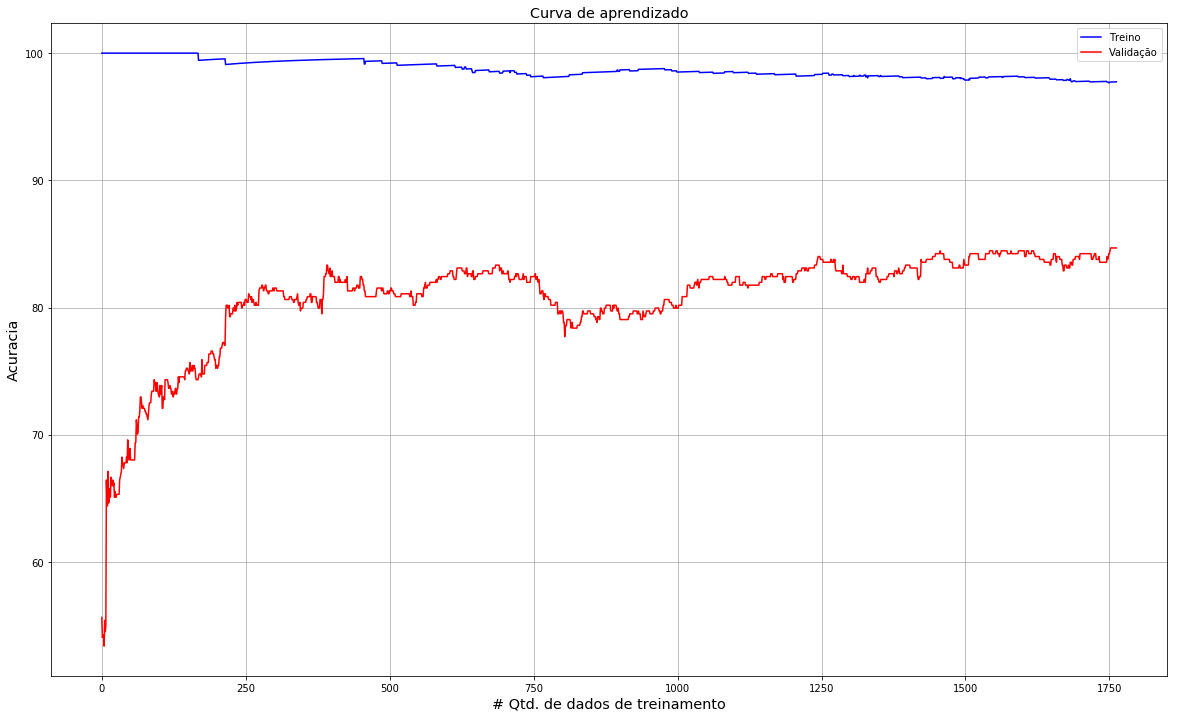 Curva de aprendizado
Treino
Validação
100
90
80
70
60
Acuracia
0
250
500
750
1000
1250
1500
1750
# Qtd. de dados de treinamento